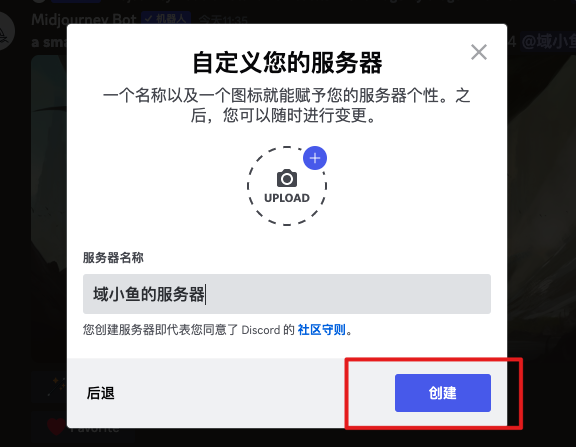 Midjourney Bot ✓ 机器人 今天11:35
a sma
4 @域小鱼
自定义您的服务器
一个名称以及一个图标就能赋予您的服务器个性。之
后，您可以随时进行变更。
UPLOAD
服务器名称
域小鱼的服务器
您创建服务器即代表您同意了 Discord 的 社区守则。
后退
创建
Favorite